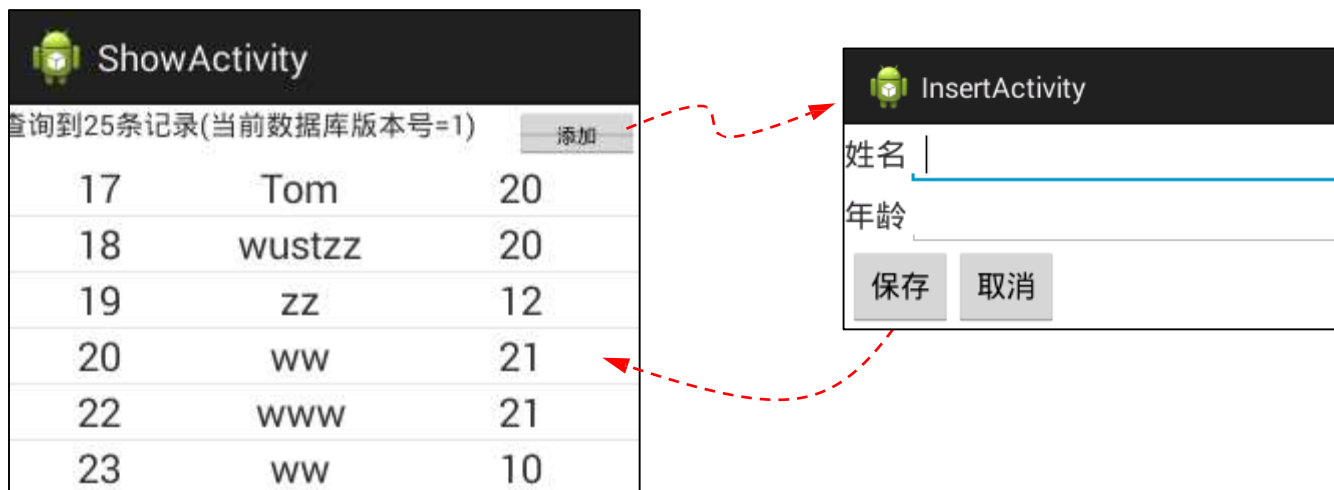 ShowActivity
查询到25条记录(当前数据库版本号=1)
添加
17 Tom 20
18 wustzz 20
19 zz 12
20 ww 21
22 www 21
23 ww 10
InsertActivity
姓名
年龄
保存 取消